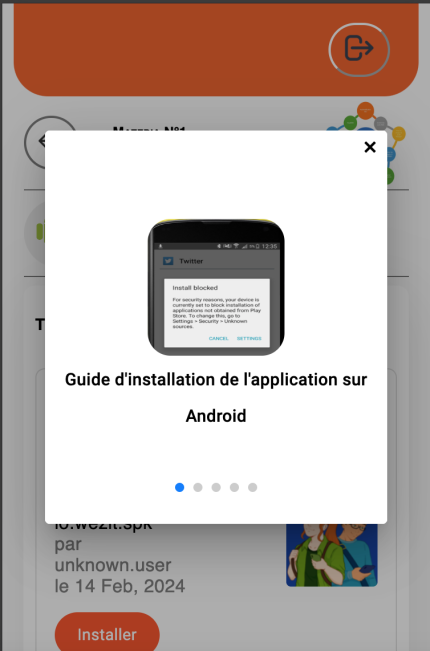 MATERIA N°1
×
12:35
Twitter
Install blocked
For security reasons, your device is
currently set to block installation of
applications not obtained from Play
Store. To change this, go to
Settings > Security > Unknown
sources.
CANCEL SETTINGS
Guide d'installation de l'application sur
Android
T
io.wezit.spk
par
unknown.user
le 14 Feb, 2024
Installer